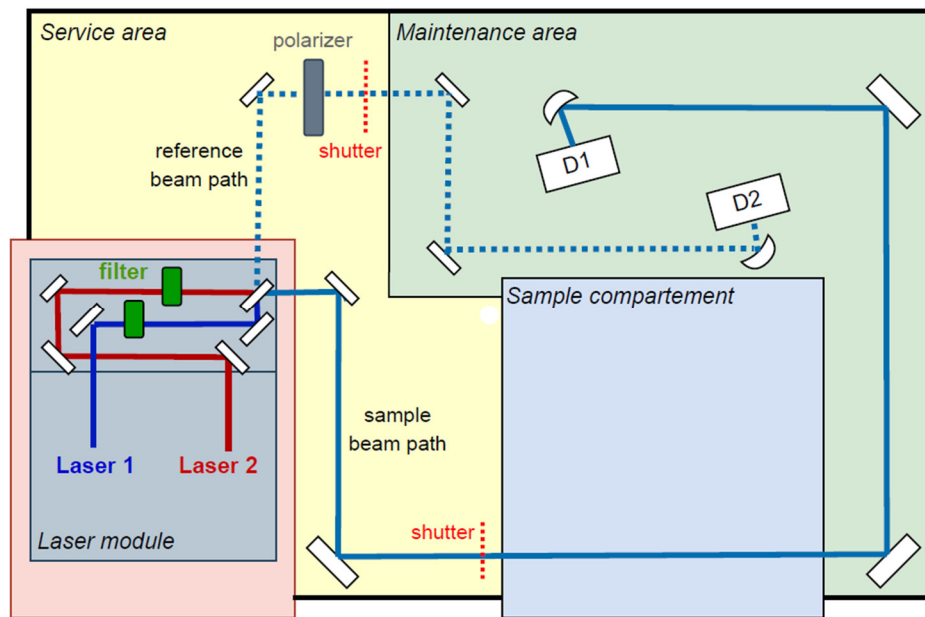 Service area
Maintenance area
polarizer
shutter
reference
beam path
D1
D2
filter
Sample compartement
sample
beam path
Laser 1
Laser 2
shutter
Laser module